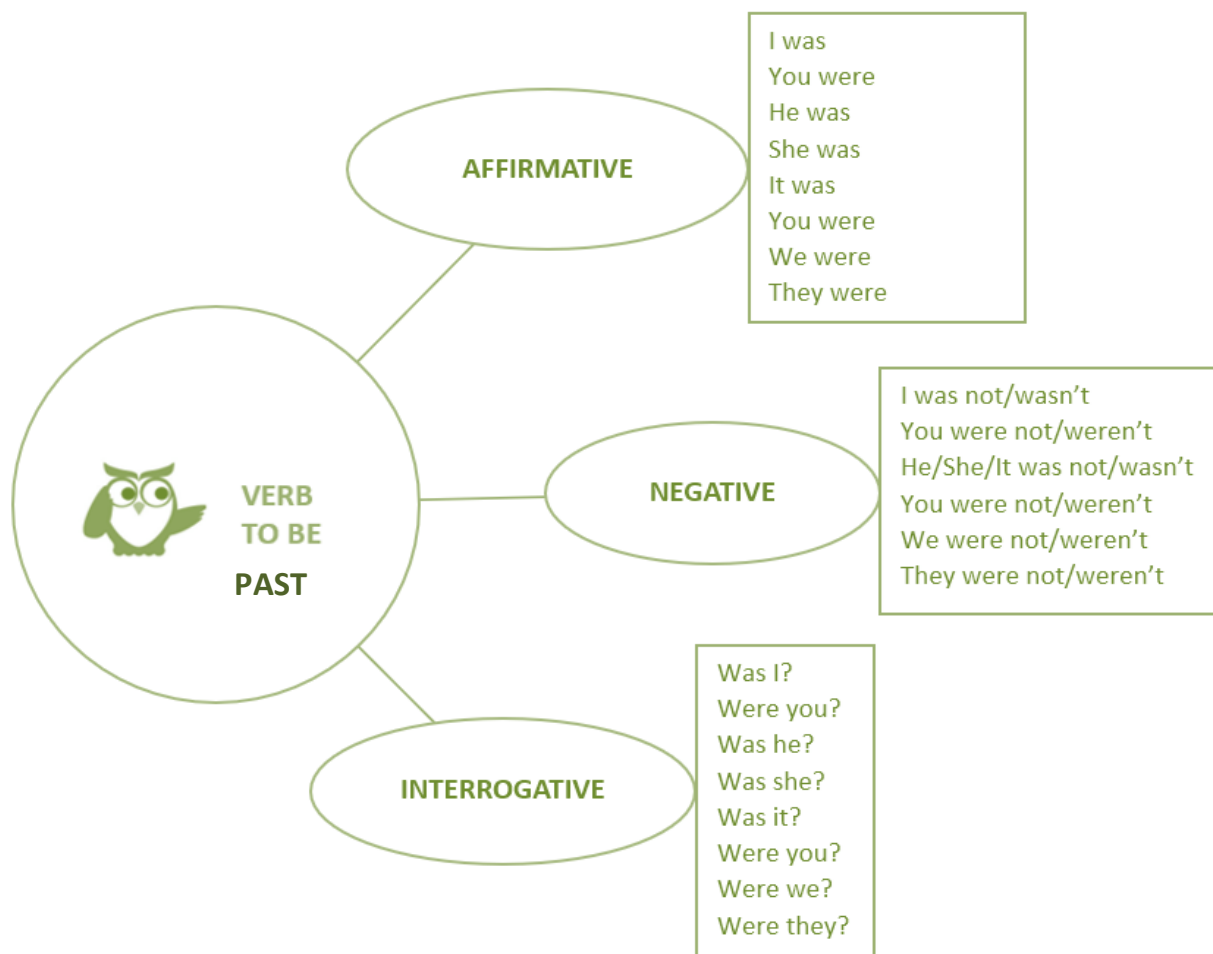 VERB
TO BE
PAST
AFFIRMATIVE
I was
You were
He was
She was
It was
You were
We were
They were
NEGATIVE
I was not/wasn’t
You were not/weren’t
He/She/It was not/wasn’t
You were not/weren’t
We were not/weren’t
They were not/weren’t
INTERROGATIVE
Was I?
Were you?
Was he?
Was she?
Was it?
Were you?
Were we?
Were they?